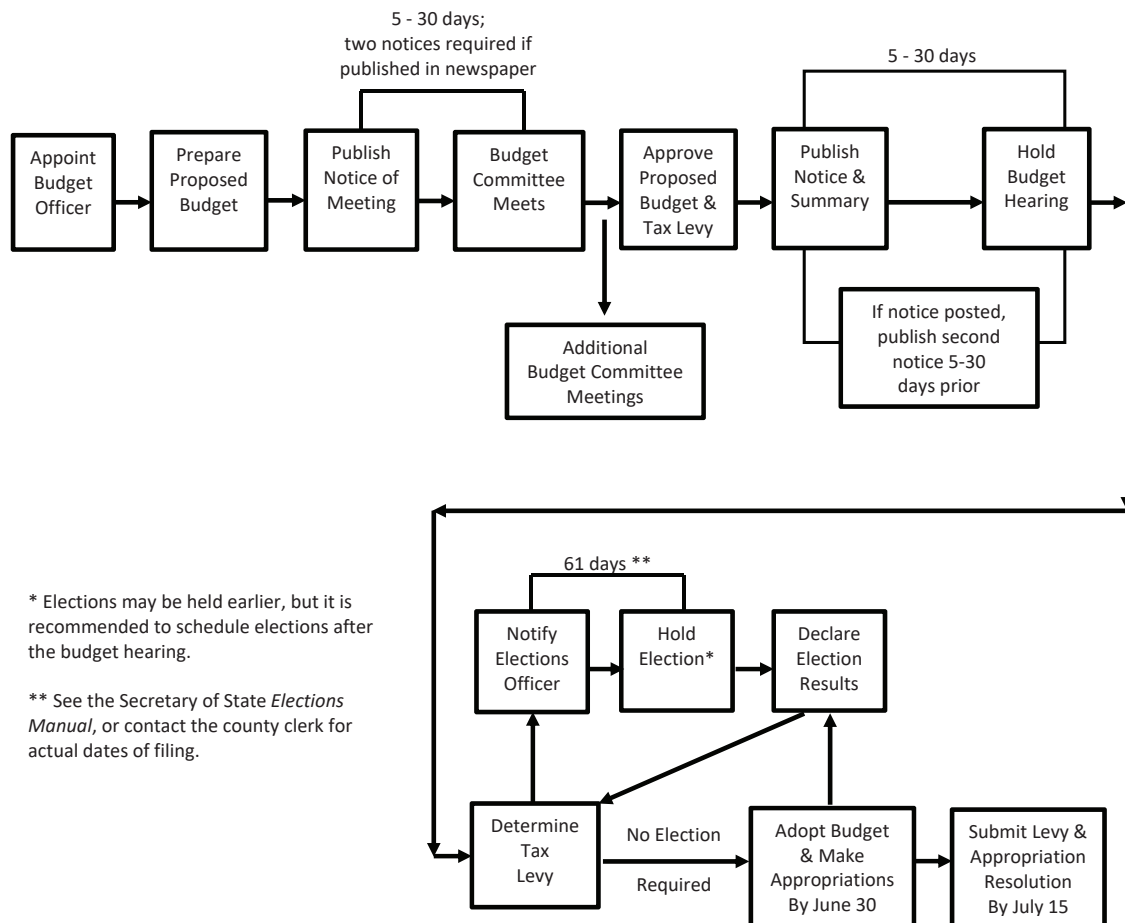 5 - 30 days;
two notices required if
published in newspaper
5 - 30 days
Appoint
Budget
Officer
Prepare
Proposed
Budget
Publish
Notice of
Meeting
Budget
Committee
Meets
Approve
Proposed
Budget &
Tax Levy
Publish
Notice &
Summary
Hold
Budget
Hearing
Additional
Budget Committee
Meetings
If notice posted,
publish second
notice 5-30
days prior
* Elections may be held earlier, but it is
recommended to schedule elections after
the budget hearing.
** See the Secretary of State Elections
Manual, or contact the county clerk for
actual dates of filing.
61 days **
Notify
Elections
Officer
Hold
Election*
Declare
Election
Results
Determine
Tax
Levy
No Election
Required
Adopt Budget
& Make
Appropriations
By June 30
Submit Levy &
Appropriation
Resolution
By July 15